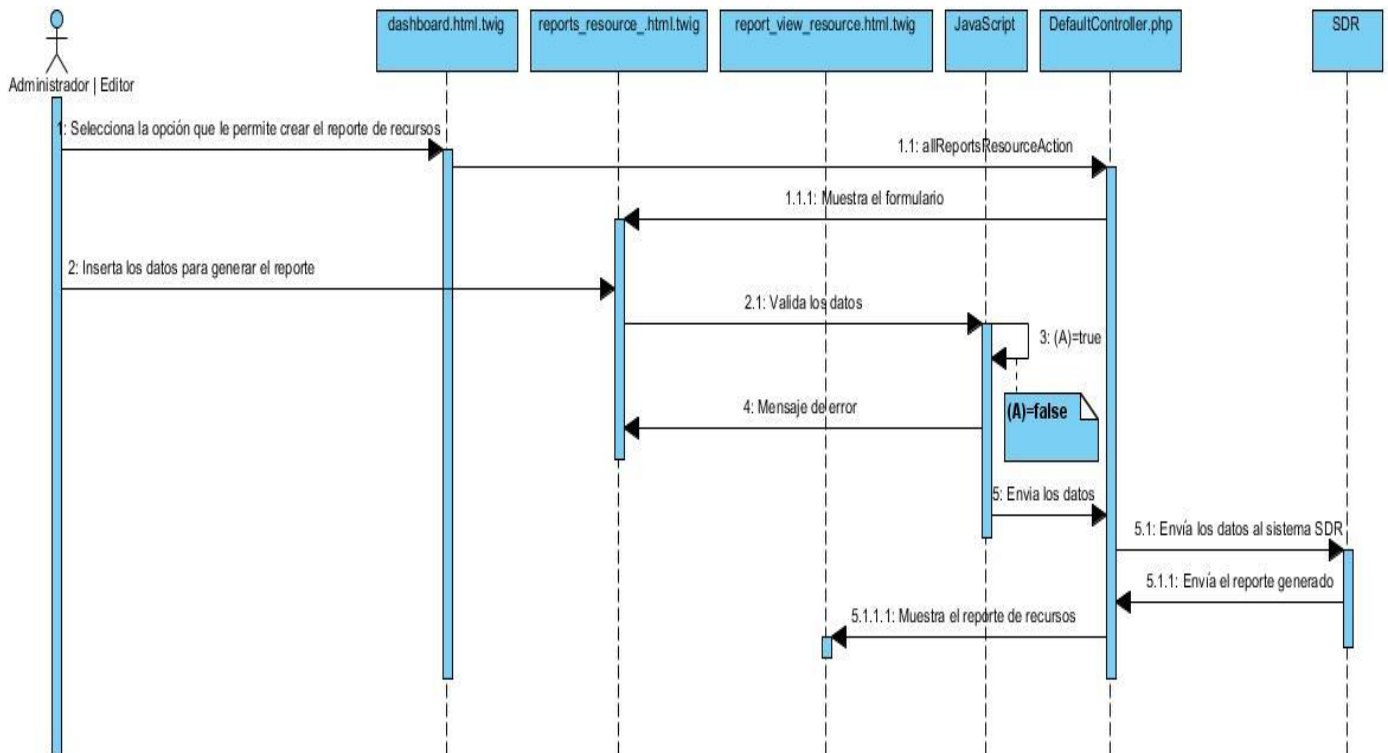 dashboard.html.twig
reports_resource_.html.twig
report_view_resource.html.twig
JavaScript
DefaultController.php
SDR
Administrador | Editor
1: Selecciona la opción que le permite crear el reporte de recursos
1.1: allReportsResourceAction
1.1.1: Muestra el formulario
2: Inserta los datos para generar el reporte
2.1: Valida los datos
3: (A)=true
(A)=false
4: Mensaje de error
5: Envia los datos
5.1: Envía los datos al sistema SDR
5.1.1: Envía el reporte generado
5.1.1.1: Muestra el reporte de recursos